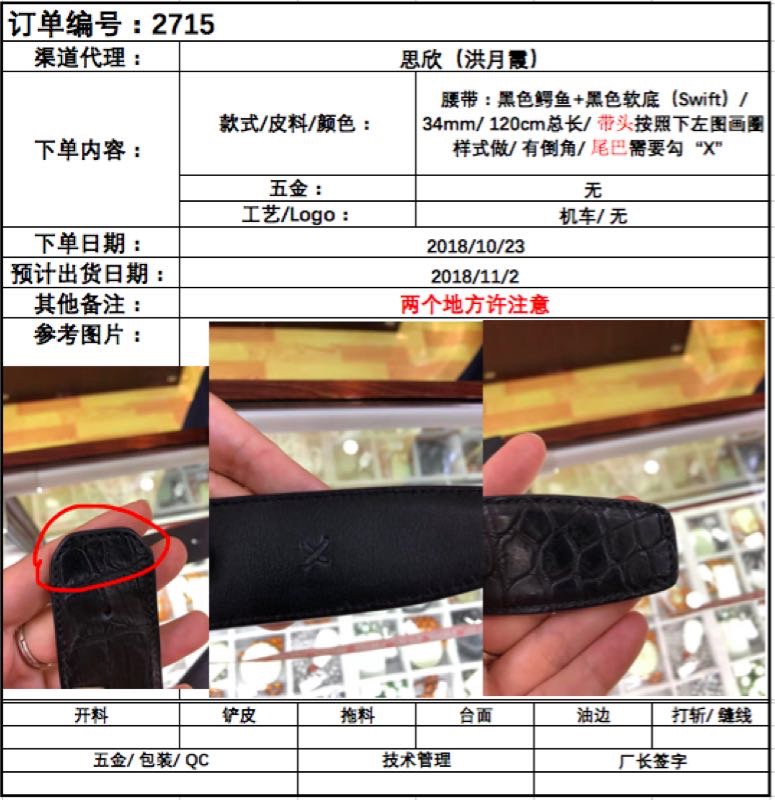 订单编号：2715
渠道代理：
思欣（洪月霞）
下单内容：
款式/皮料/颜色：
腰带：黑色鳄鱼+黑色软底（Swift）/
34mm/ 120cm总长/ 带头按照下左图画圈
样式做/ 有倒角/ 尾巴需要勾“X”
五金：
无
工艺/Logo：
机车/ 无
下单日期：
2018/10/23
预计出货日期：
2018/11/2
其他备注：
两个地方许注意
参考图片：
X
开料
铲皮
拖料
台面
油边
打斩/ 缝线
五金/ 包装/ QC
技术管理
厂长签字